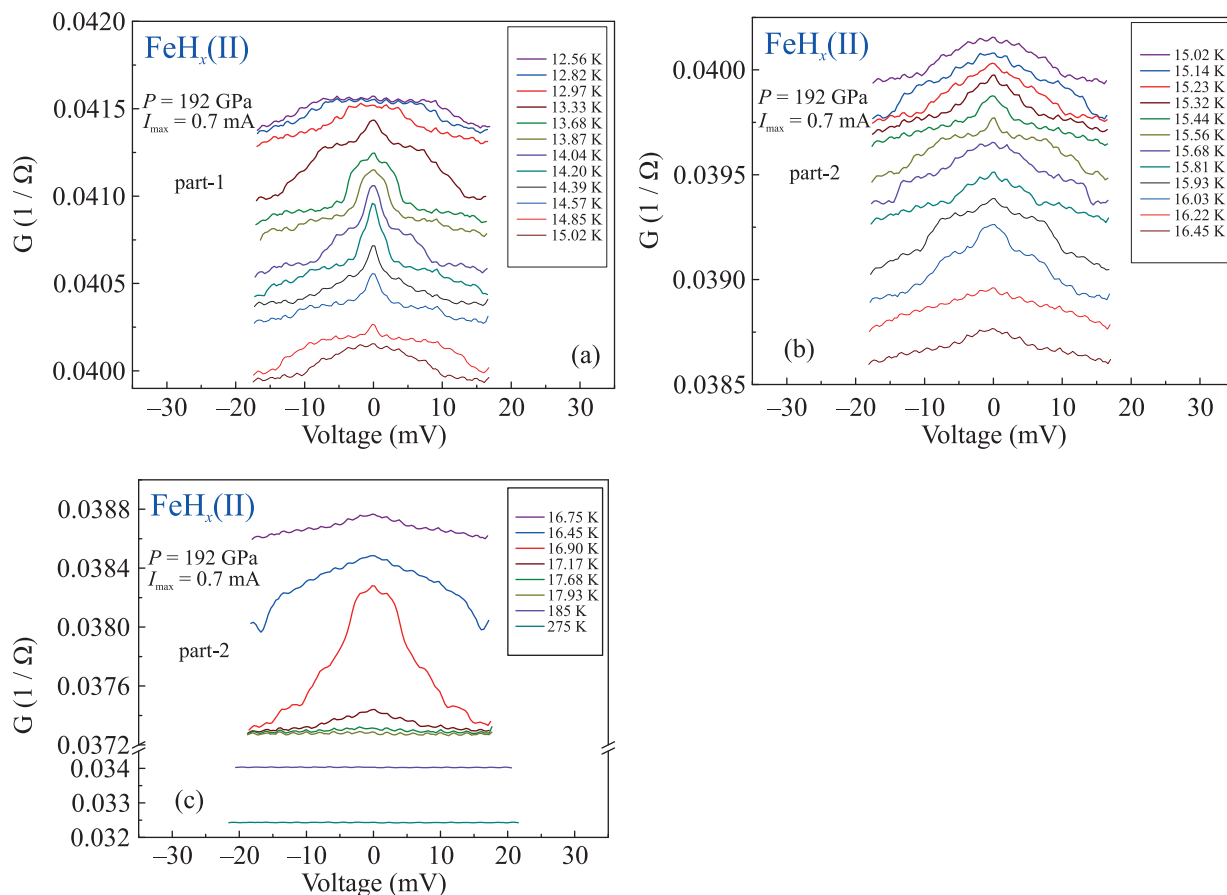 0.0420
0.0415
0.0410
0.0405
0.0400
G (1 / Ω)
FeHx(II)
P = 192 GPa
Imax = 0.7 mA
part-1
12.56 K
12.82 K
12.97 K
13.33 K
13.68 K
13.87 K
14.04 K
14.20 K
14.39 K
14.57 K
14.85 K
15.02 K
(a)
–30 –20 –10 0 10 20 30
Voltage (mV)
0.0400
0.0395
0.0390
0.0385
G (1 / Ω)
FeHx(II)
P = 192 GPa
Imax = 0.7 mA
part-2
15.02 K
15.14 K
15.23 K
15.32 K
15.44 K
15.56 K
15.68 K
15.81 K
15.93 K
16.03 K
16.22 K
16.45 K
(b)
–30 –20 –10 0 10 20 30
Voltage (mV)
0.0388
0.0384
0.0380
0.0376
0.0372
0.034
0.033
0.032
G (1 / Ω)
FeHx(II)
P = 192 GPa
Imax = 0.7 mA
part-2
16.75 K
16.45 K
16.90 K
17.17 K
17.68 K
17.93 K
185 K
275 K
(c)
–30 –20 –10 0 10 20 30
Voltage (mV)